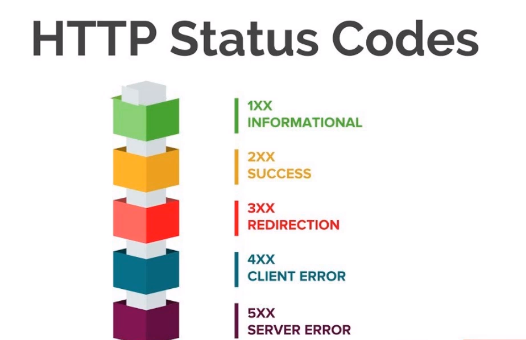 HTTP Status Codes
1XX
INFORMATIONAL
2XX
SUCCESS
3XX
REDIRECTION
4XX
CLIENT ERROR
5XX
SERVER ERROR